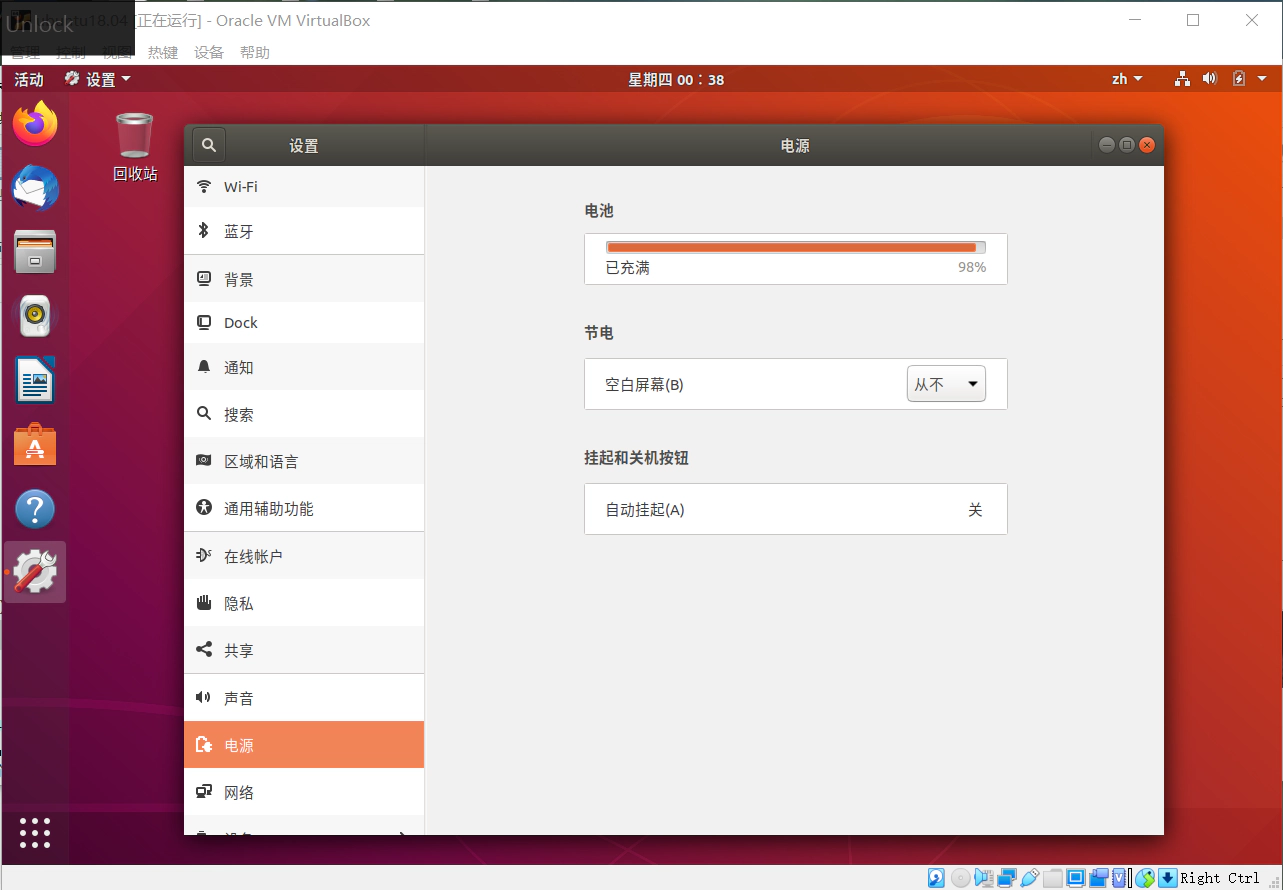 Unlock
ubuntu18.04 [正在运行] - Oracle VM VirtualBox
管理 控制 视图 热键 设备 帮助
活动 设置 星期四 00：38 zh
回收站
设置
电源
Wi-Fi
蓝牙
背景
Dock
通知
搜索
区域和语言
通用辅助功能
在线帐户
隐私
共享
声音
电源
网络
电池
已充满 98%
节电
空白屏幕(B) 从不
挂起和关机按钮
自动挂起(A) 关
Right Ctrl